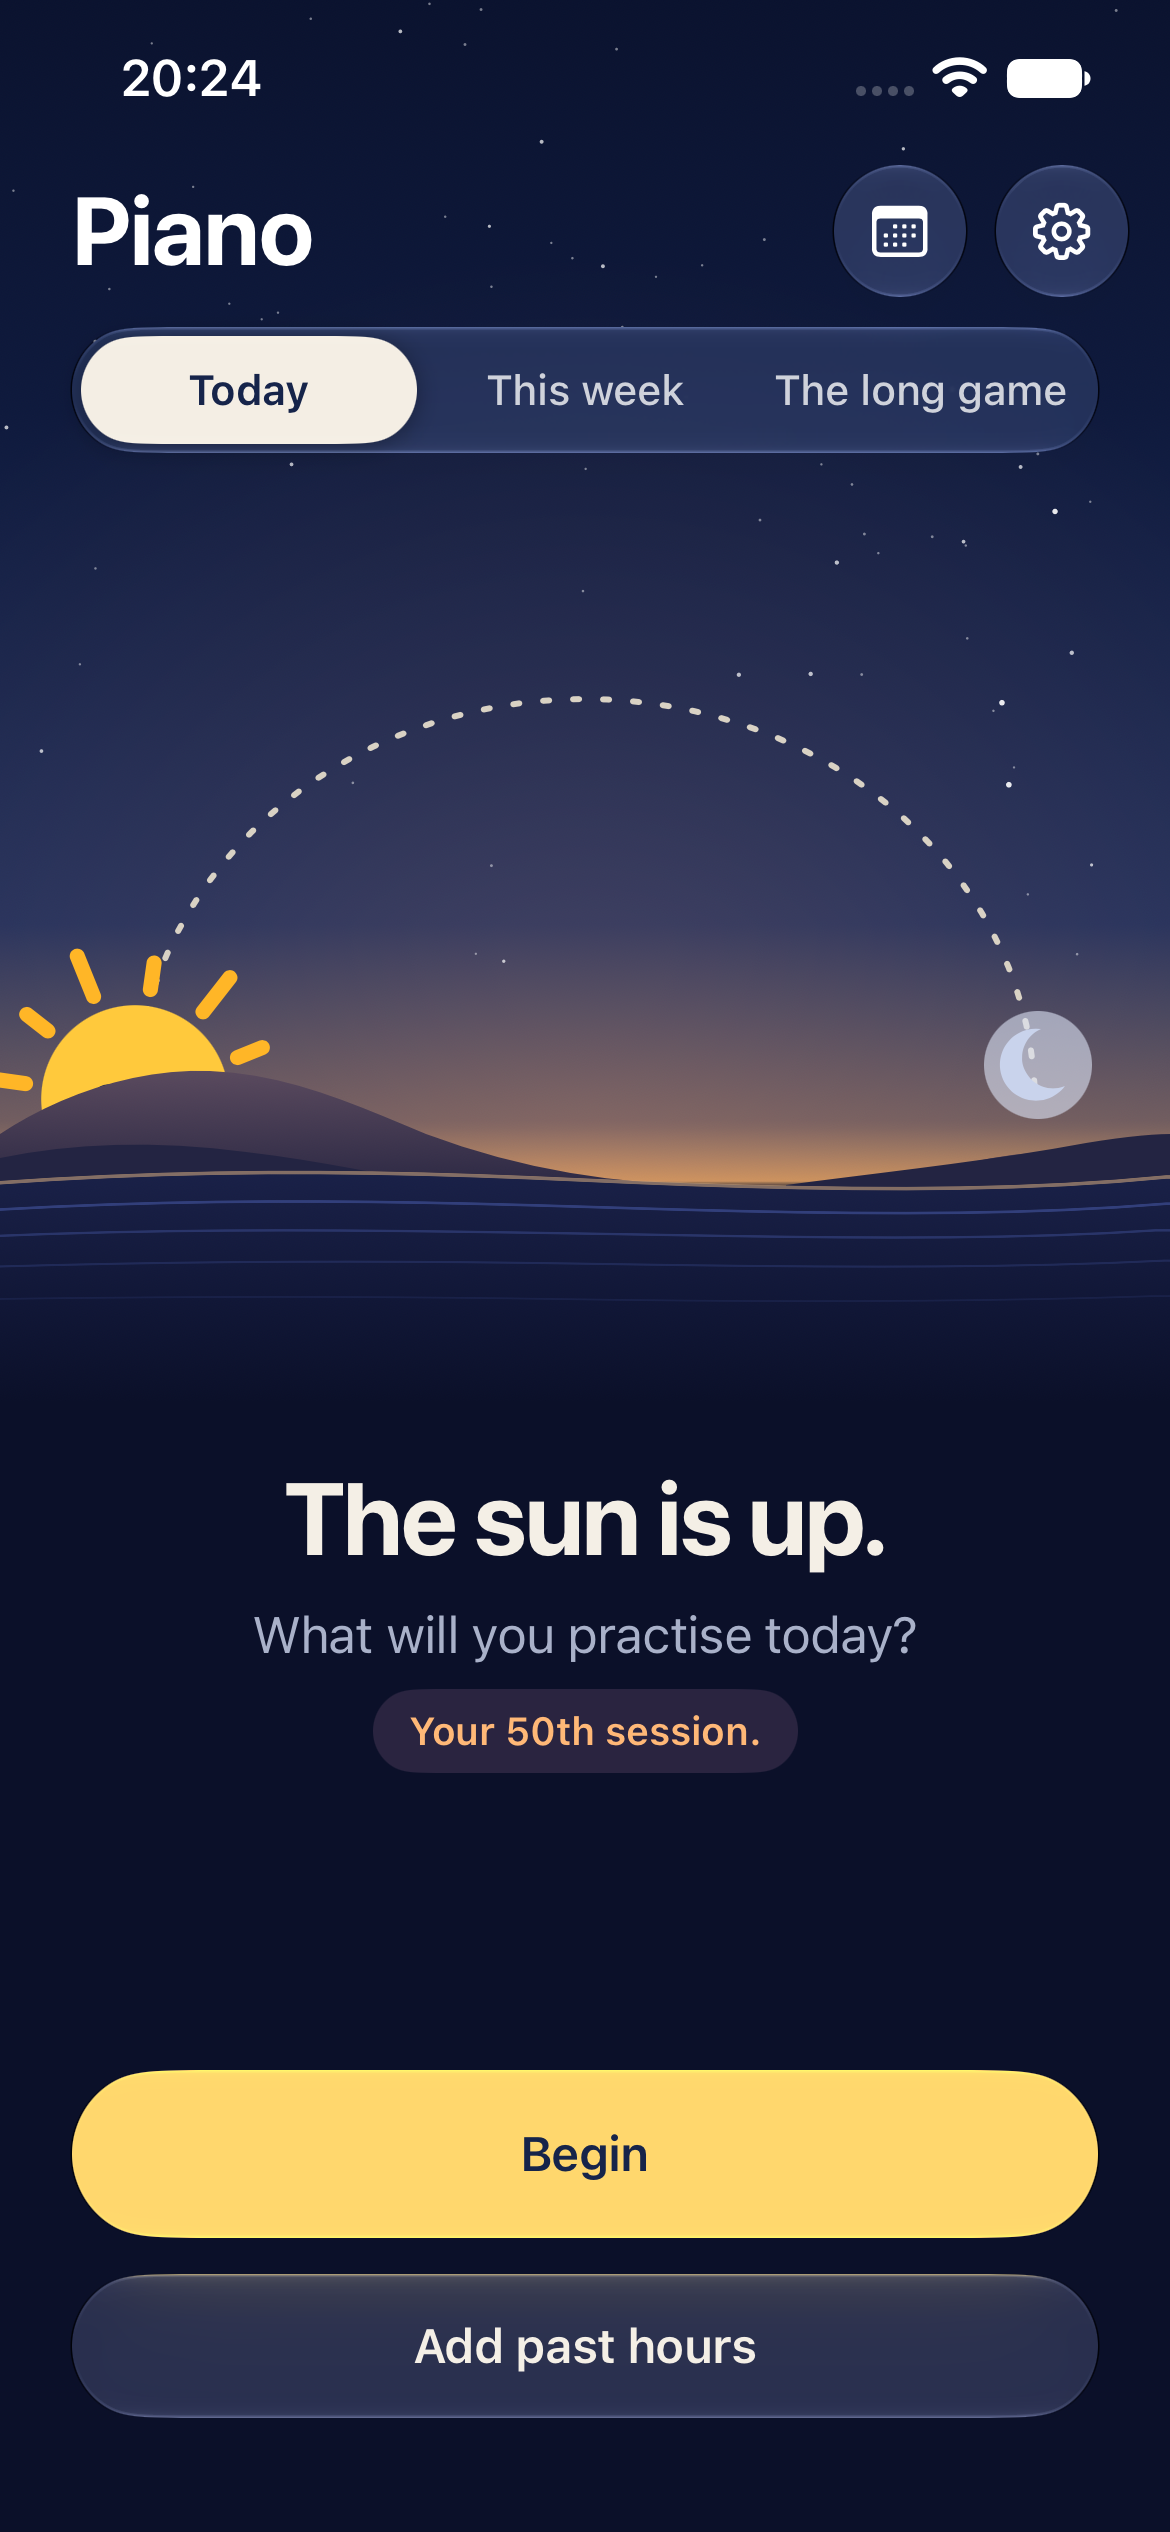 20:24
Piano
Today
This week
The long game
The sun is up.
What will you practise today?
Your 50th session.
Begin
Add past hours